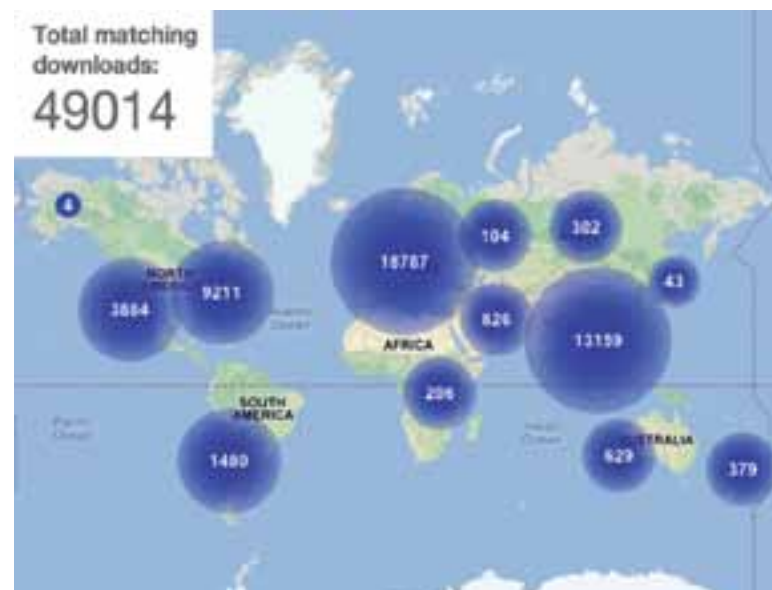 Total matching
downloads:
49014
4
104
302
18787
NORTH
9211
43
3884
826
13159
AFRICA
206
SOUTH
AMERICA
Ocean
AUSTRALIA
1480
629
379